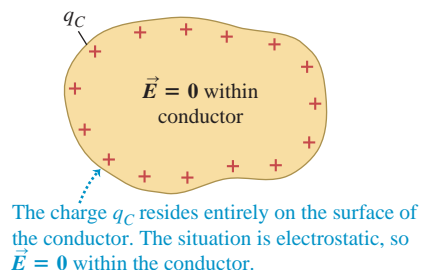 q_C
E⃗ = 0 within
conductor
The charge q_C resides entirely on the surface of
the conductor. The situation is electrostatic, so
E⃗ = 0 within the conductor.